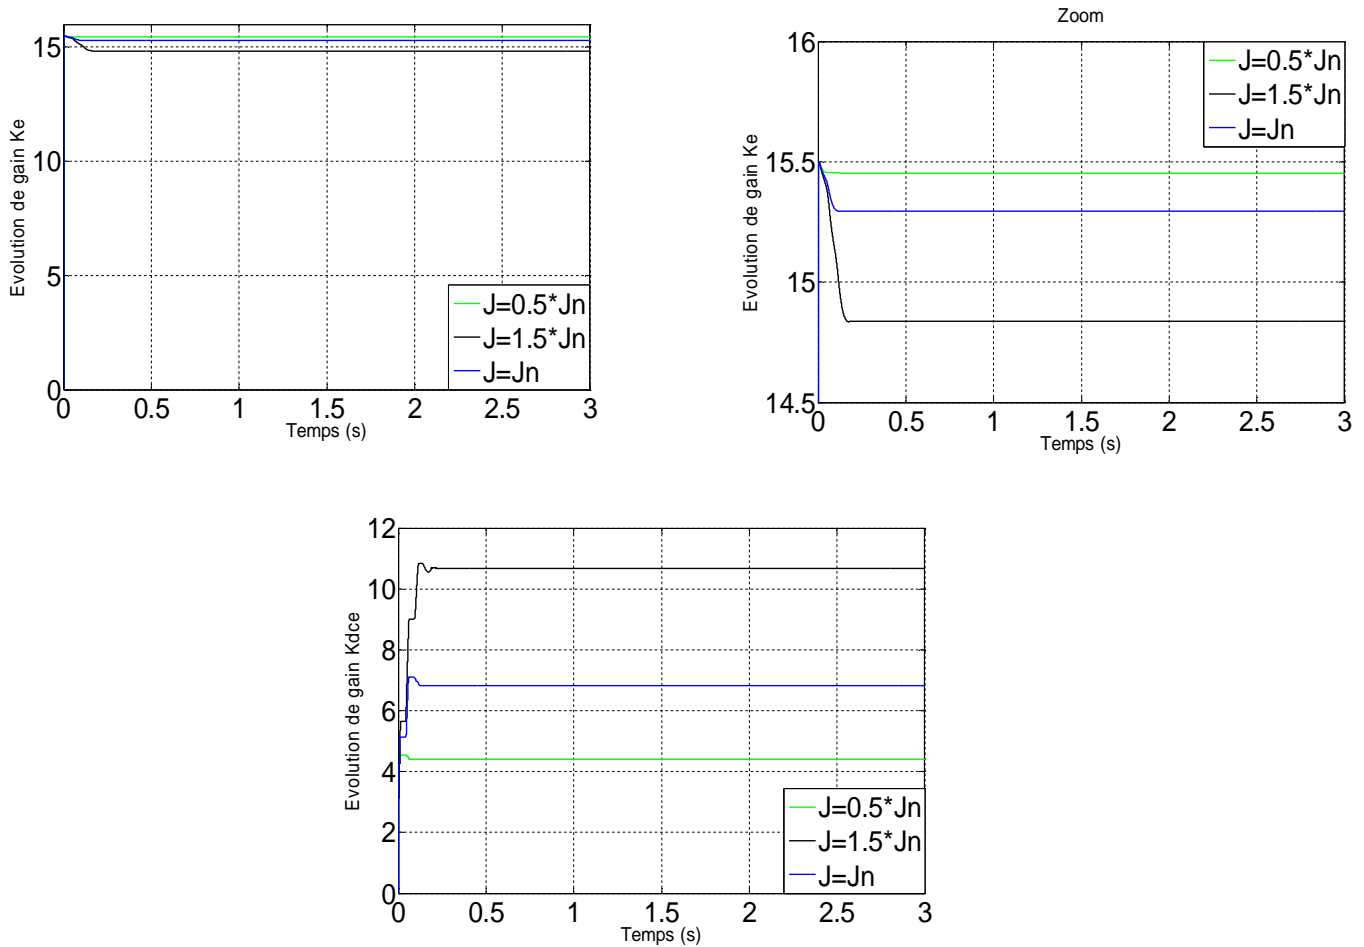 15
10
5
0
0
0.5
1
1.5
2
2.5
3
Evolution de gain Ke
Temps (s)
J=0.5*Jn
J=1.5*Jn
J=Jn
Zoom
16
15.5
15
14.5
0
0.5
1
1.5
2
2.5
3
Evolution de gain Ke
Temps (s)
J=0.5*Jn
J=1.5*Jn
J=Jn
12
10
8
6
4
2
0
0
0.5
1
1.5
2
2.5
3
Evolution de gain Kdce
Temps (s)
J=0.5*Jn
J=1.5*Jn
J=Jn